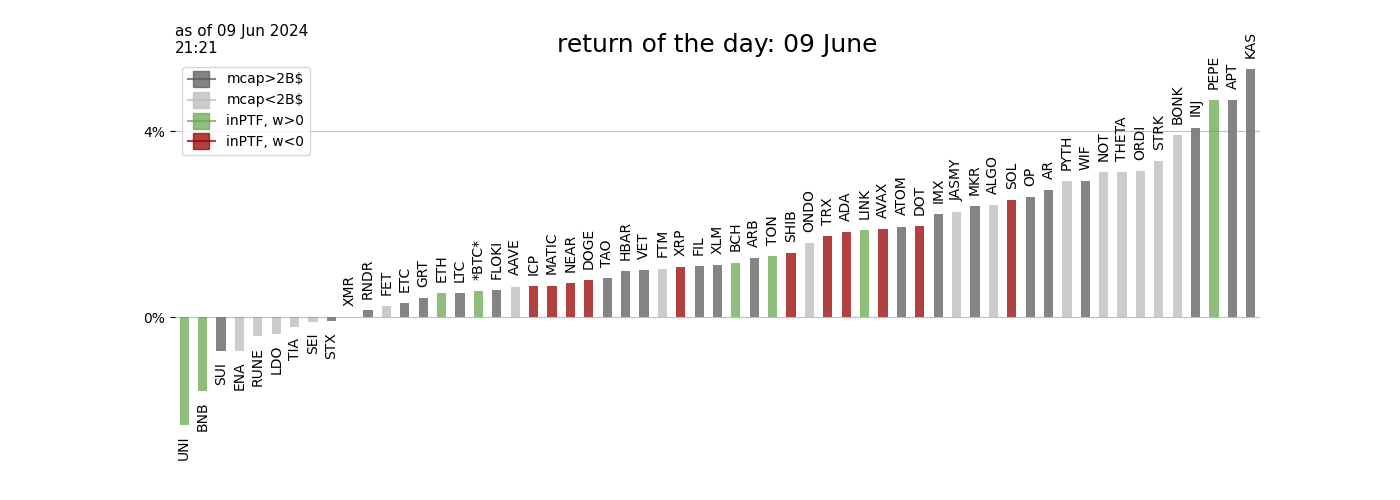 as of 09 Jun 2024
21:21
return of the day: 09 June
mcap>2B$
mcap<2B$
inPTF, w>0
inPTF, w<0
4%
0%
UNI
BNB
SUI
ENA
RUNE
LDO
TIA
SEI
STX
XMR
RNDR
FET
ETC
GRT
ETH
LTC
*BTC*
FLOKI
AAVE
ICP
MATIC
NEAR
DOGE
TAO
HBAR
VET
FTM
XRP
FIL
XLM
BCH
ARB
TON
SHIB
ONDO
TRX
ADA
LINK
AVAX
ATOM
DOT
IMX
JASMY
MKR
ALGO
SOL
OP
AR
PYTH
WIF
NOT
THETA
ORDI
STRK
BONK
INJ
PEPE
APT
KAS